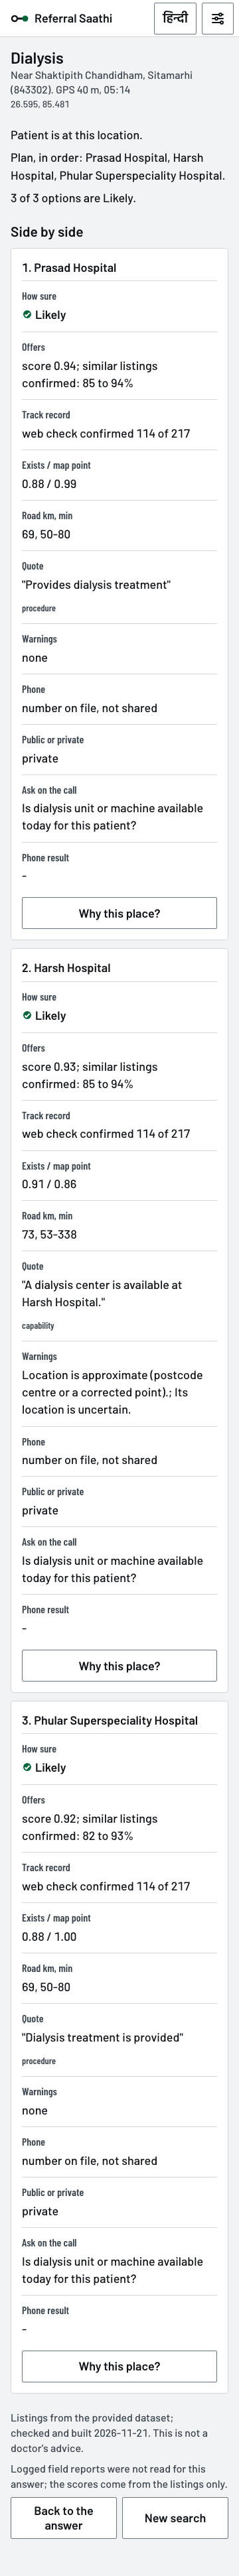 Referral Saathi
हिन्दी
Dialysis
Near Shaktipith Chandidham, Sitamarhi
(843302). GPS 40 m, 05:14
26.595, 85.481
Patient is at this location.
Plan, in order: Prasad Hospital, Harsh
Hospital, Phular Superspeciality Hospital.
3 of 3 options are Likely.
Side by side
1. Prasad Hospital
How sure
Likely
Offers
score 0.94; similar listings
confirmed: 85 to 94%
Track record
web check confirmed 114 of 217
Exists / map point
0.88 / 0.99
Road km, min
69, 50-80
Quote
"Provides dialysis treatment"
procedure
Warnings
none
Phone
number on file, not shared
Public or private
private
Ask on the call
Is dialysis unit or machine available
today for this patient?
Phone result
-
Why this place?
2. Harsh Hospital
How sure
Likely
Offers
score 0.93; similar listings
confirmed: 85 to 94%
Track record
web check confirmed 114 of 217
Exists / map point
0.91 / 0.86
Road km, min
73, 53-338
Quote
"A dialysis center is available at
Harsh Hospital."
capability
Warnings
Location is approximate (postcode
centre or a corrected point).; Its
location is uncertain.
Phone
number on file, not shared
Public or private
private
Ask on the call
Is dialysis unit or machine available
today for this patient?
Phone result
-
Why this place?
3. Phular Superspeciality Hospital
How sure
Likely
Offers
score 0.92; similar listings
confirmed: 82 to 93%
Track record
web check confirmed 114 of 217
Exists / map point
0.88 / 1.00
Road km, min
69, 50-80
Quote
"Dialysis treatment is provided"
procedure
Warnings
none
Phone
number on file, not shared
Public or private
private
Ask on the call
Is dialysis unit or machine available
today for this patient?
Phone result
-
Why this place?
Listings from the provided dataset;
checked and built 2026-11-21. This is not a
doctor's advice.
Logged field reports were not read for this
answer; the scores come from the listings only.
Back to the
answer
New search